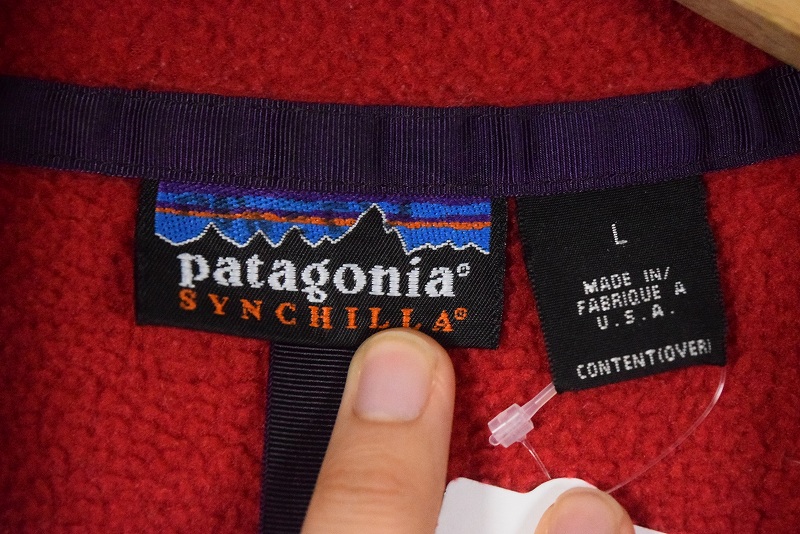 patagonia®
SYNCHILLA®
L
MADE IN/
FABRIQUE A
U.S.A.
CONTENT(OVER)